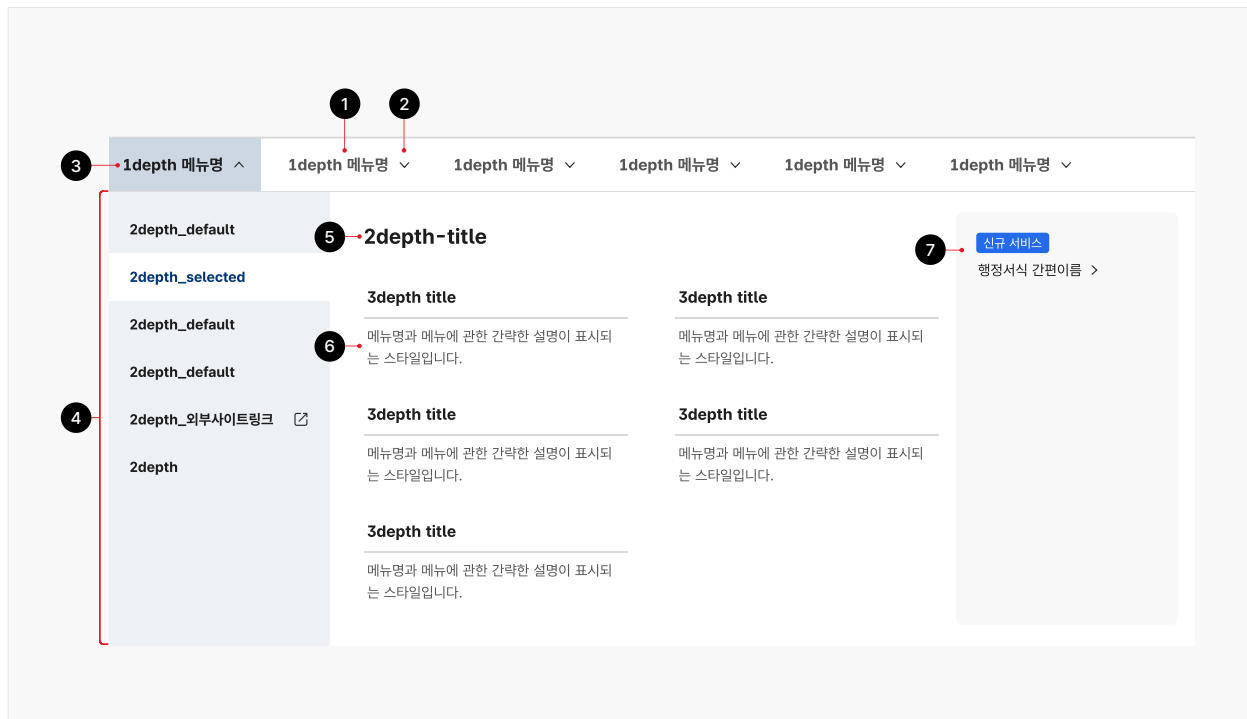 1
2
3
1depth 메뉴명
1depth 메뉴명
1depth 메뉴명
1depth 메뉴명
1depth 메뉴명
1depth 메뉴명
4
2depth_default
2depth_selected
2depth_default
2depth_default
2depth_외부사이트링크
2depth
5
2depth-title
6
3depth title
메뉴명과 메뉴에 관한 간략한 설명이 표시되
는 스타일입니다.
3depth title
메뉴명과 메뉴에 관한 간략한 설명이 표시되
는 스타일입니다.
3depth title
메뉴명과 메뉴에 관한 간략한 설명이 표시되
는 스타일입니다.
3depth title
메뉴명과 메뉴에 관한 간략한 설명이 표시되
는 스타일입니다.
3depth title
메뉴명과 메뉴에 관한 간략한 설명이 표시되
는 스타일입니다.
7
신규 서비스
행정서식 간편이름